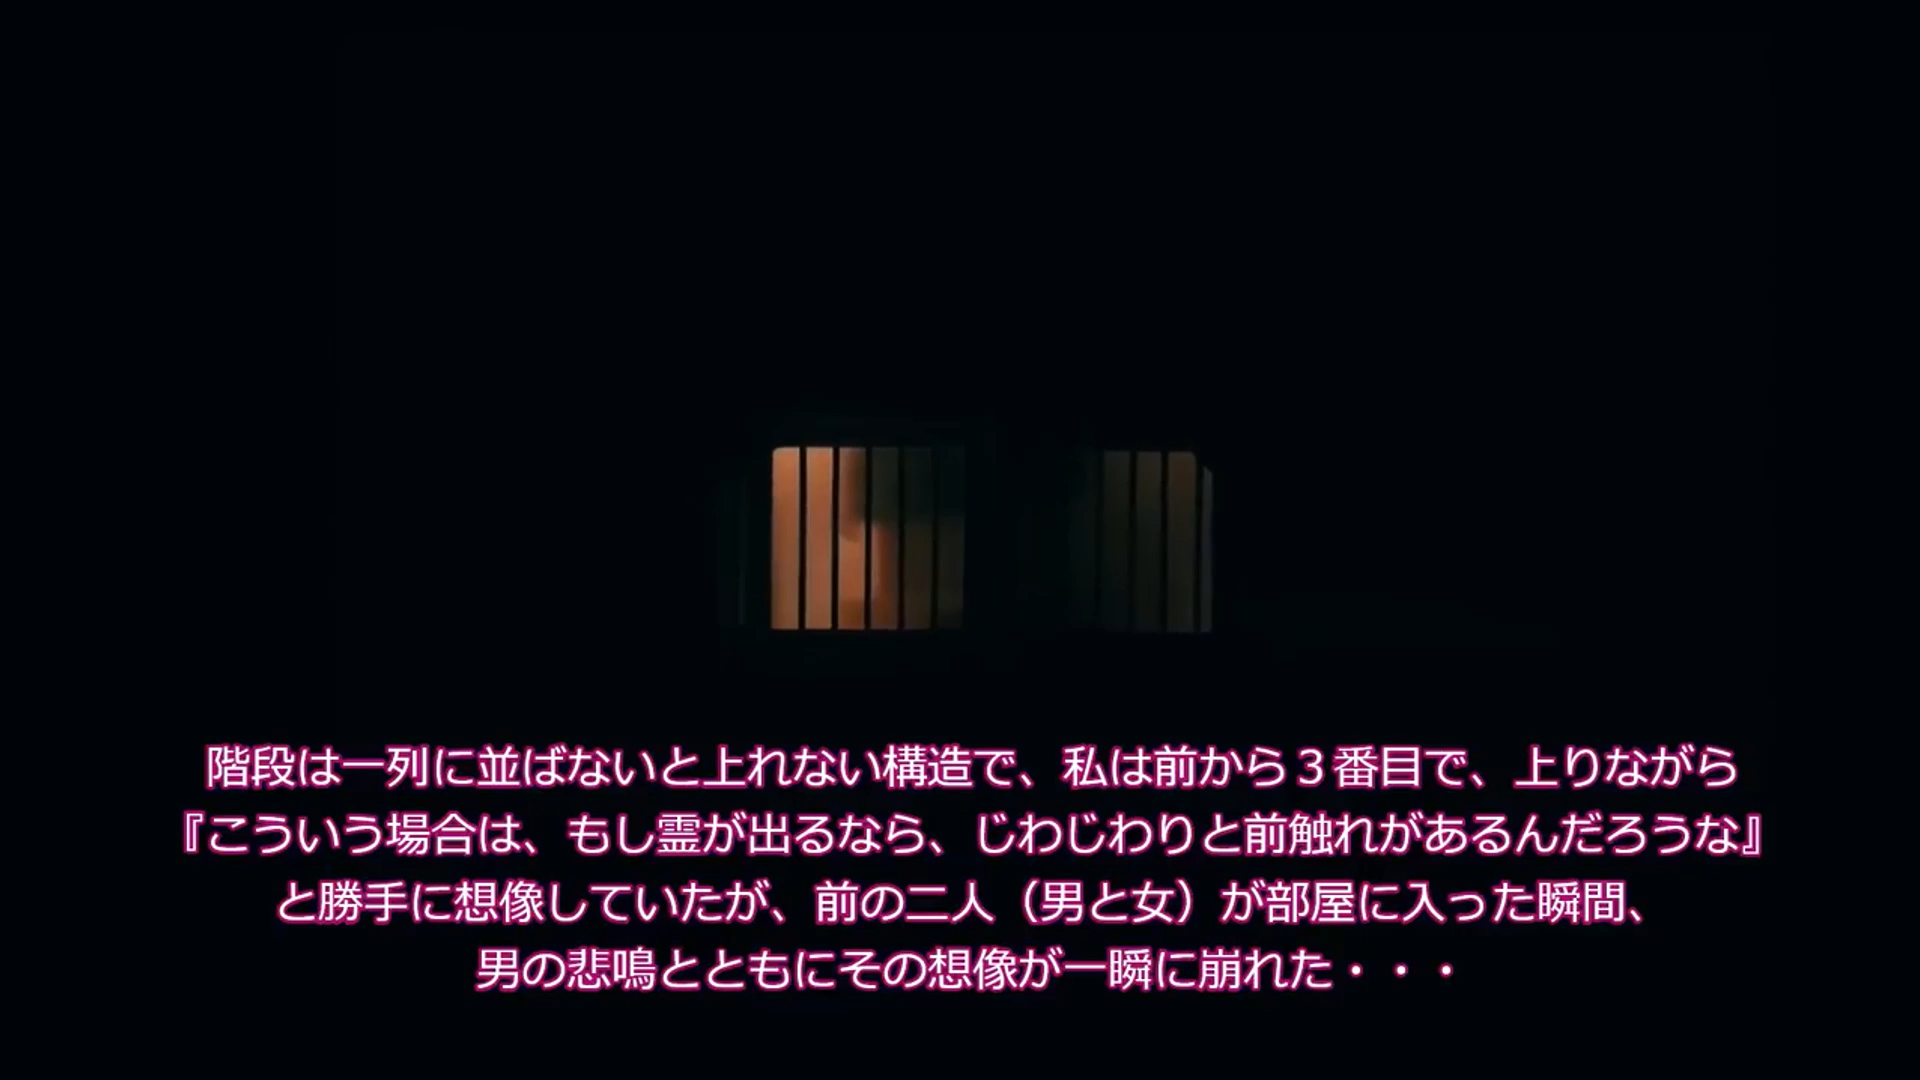 階段は一列に並ばないと上れない構造で、私は前から３番目で、上りながら
『こういう場合は、もし霊が出るなら、じわじわりと前触れがあるんだろうな』
と勝手に想像していたが、前の二人（男と女）が部屋に入った瞬間、
男の悲鳴とともにその想像が一瞬に崩れた・・・